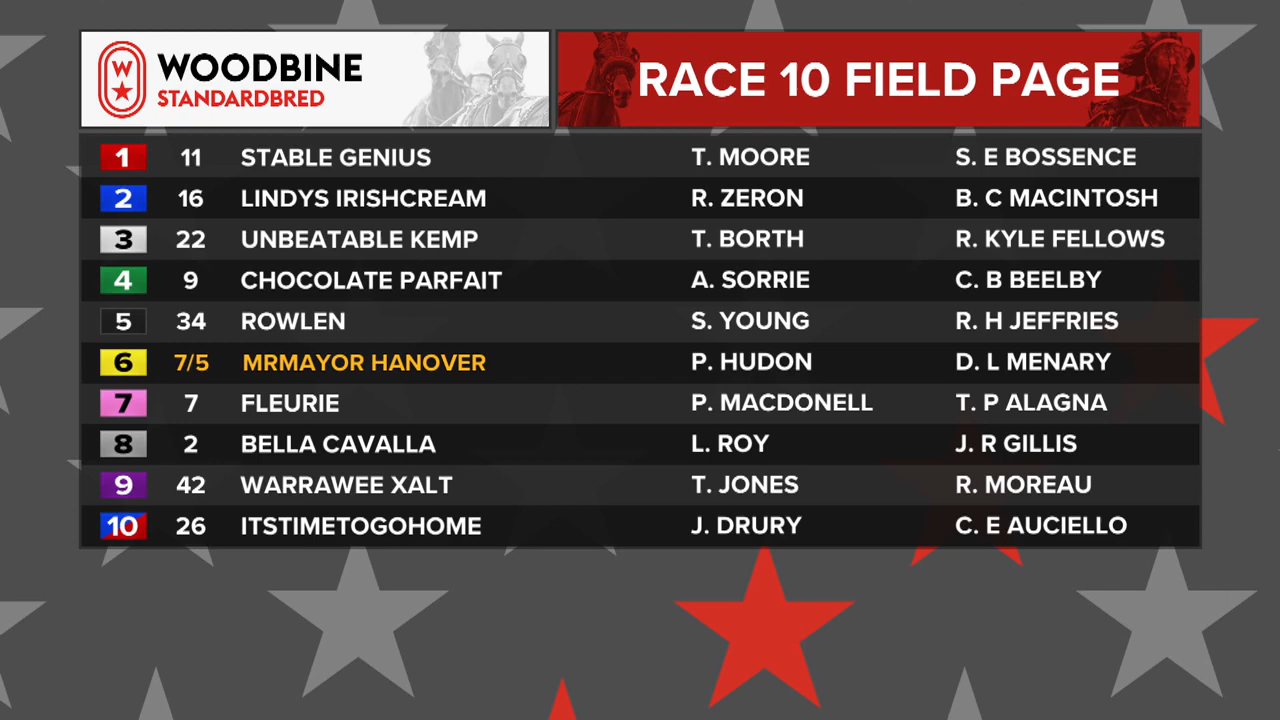 W
WOODBINE
STANDARDBRED
RACE 10 FIELD PAGE
1 11 STABLE GENIUS T. MOORE S. E BOSSENCE
2 16 LINDYS IRISHCREAM R. ZERON B. C MACINTOSH
3 22 UNBEATABLE KEMP T. BORTH R. KYLE FELLOWS
4 9 CHOCOLATE PARFAIT A. SORRIE C. B BEELBY
5 34 ROWLEN S. YOUNG R. H JEFFRIES
6 7/5 MRMAYOR HANOVER P. HUDON D. L MENARY
7 7 FLEURIE P. MACDONELL T. P ALAGNA
8 2 BELLA CAVALLA L. ROY J. R GILLIS
9 42 WARRAWEE XALT T. JONES R. MOREAU
10 26 ITSTIMETOGOHOME J. DRURY C. E AUCIELLO